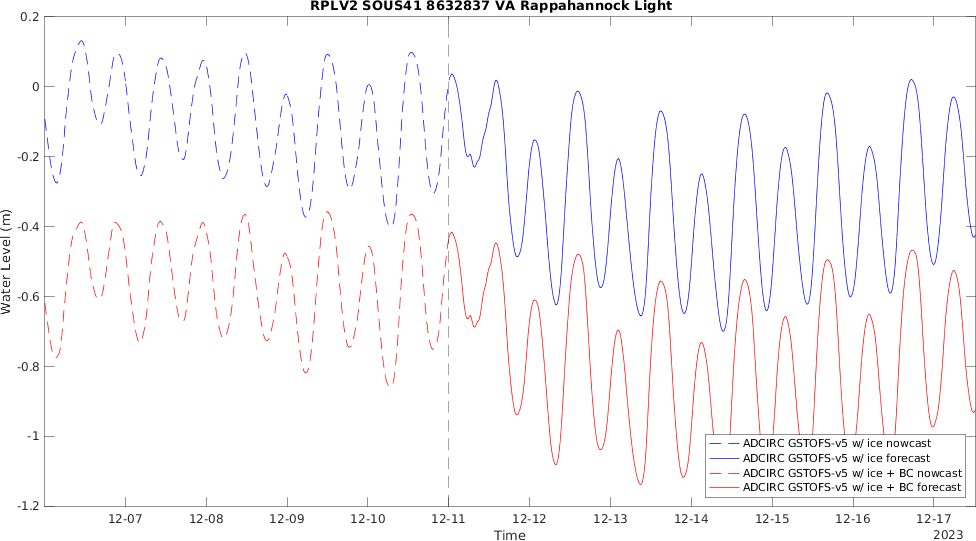 RPLV2 SOUS41 8632837 VA Rappahannock Light
0.2
0
-0.2
-0.4
-0.6
-0.8
-1
-1.2
Water Level (m)
ADCIRC GSTOFS-v5 w/ ice nowcast
ADCIRC GSTOFS-v5 w/ ice forecast
ADCIRC GSTOFS-v5 w/ ice + BC nowcast
ADCIRC GSTOFS-v5 w/ ice + BC forecast
12-07 12-08 12-09 12-10 12-11 12-12 12-13 12-14 12-15 12-16 12-17
Time
2023